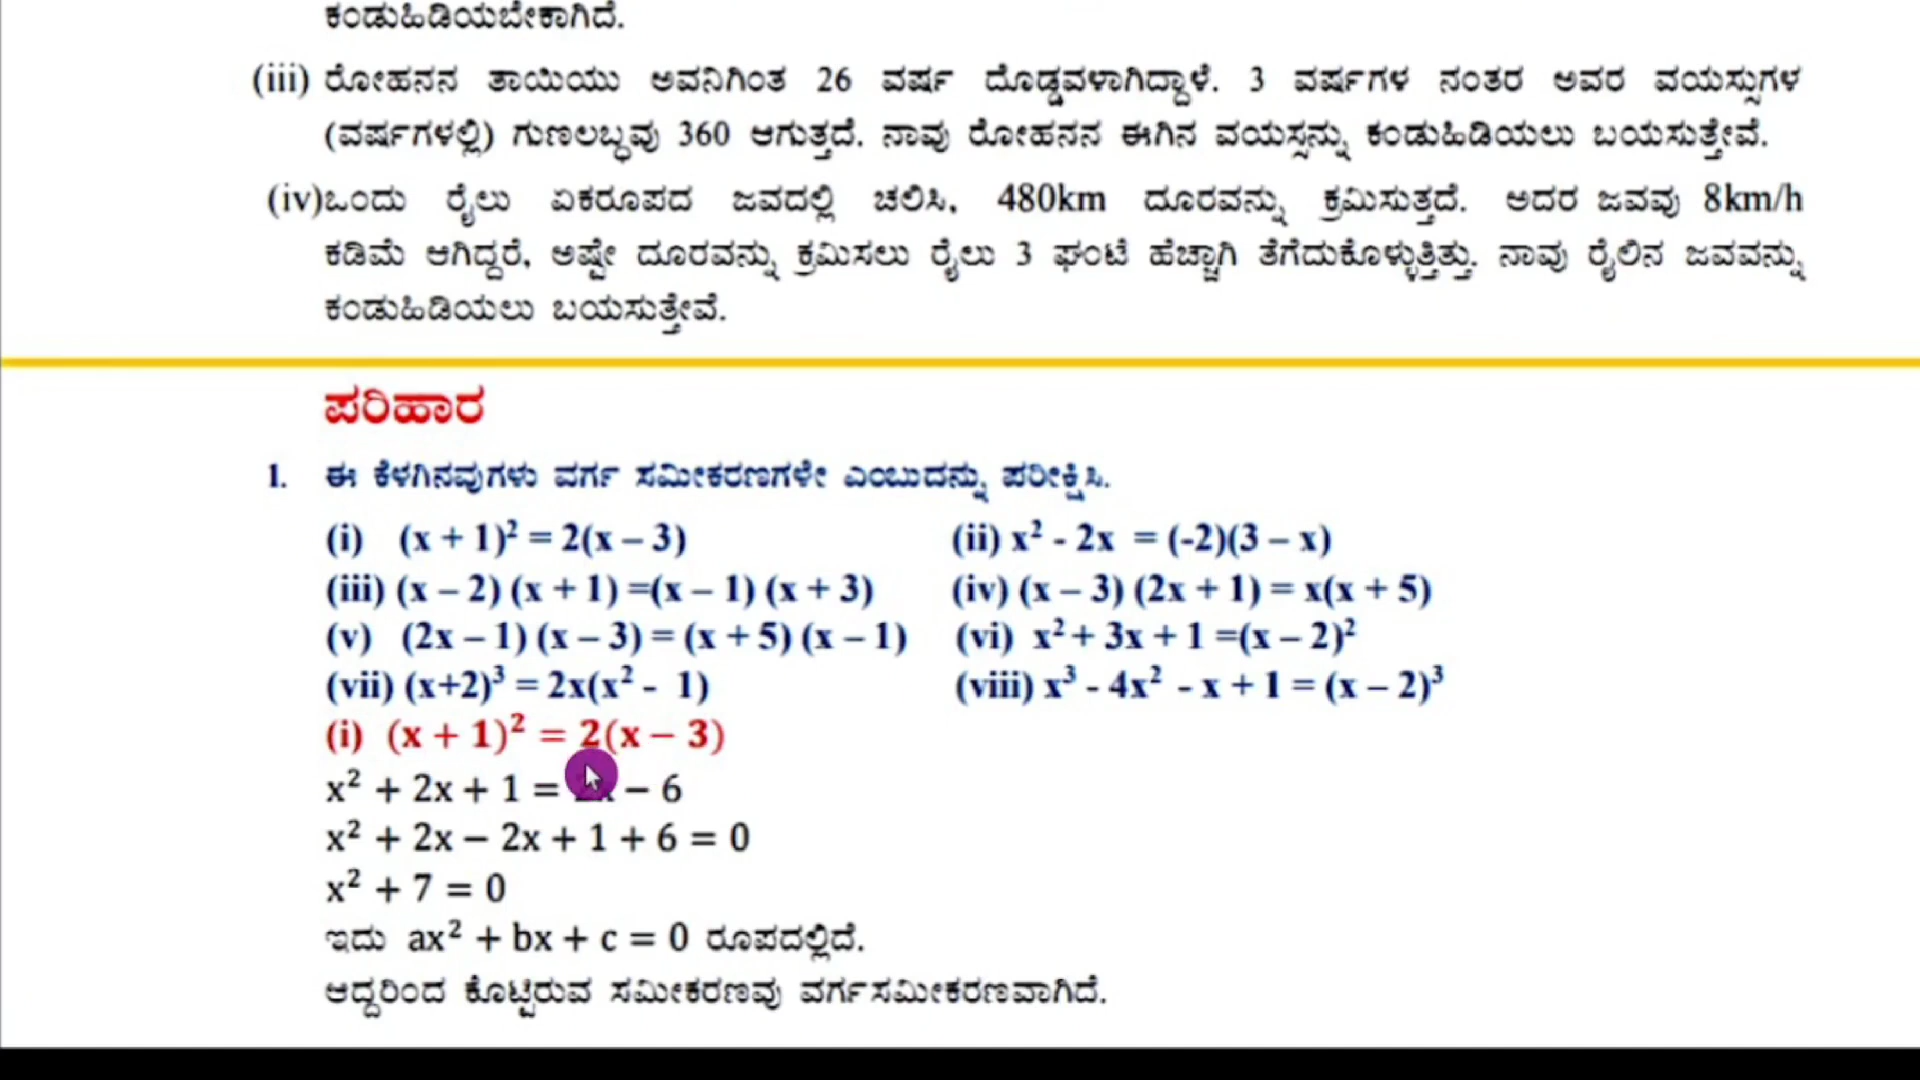 ಕಂಡುಹಿಡಿಯಬೇಕಾಗಿದೆ.
(iii) ರೋಹನನ ತಾಯಿಯು ಅವನಿಗಿಂತ 26 ವರ್ಷ ದೊಡ್ಡವಳಾಗಿದ್ದಾಳೆ. 3 ವರ್ಷಗಳ ನಂತರ ಅವರ ವಯಸ್ಸುಗಳ
(ವರ್ಷಗಳಲ್ಲಿ) ಗುಣಲಬ್ಧವು 360 ಆಗುತ್ತದೆ. ನಾವು ರೋಹನನ ಈಗಿನ ವಯಸ್ಸನ್ನು ಕಂಡುಹಿಡಿಯಲು ಬಯಸುತ್ತೇವೆ.
(iv)ಒಂದು ರೈಲು ಏಕರೂಪದ ಜವದಲ್ಲಿ ಚಲಿಸಿ, 480km ದೂರವನ್ನು ಕ್ರಮಿಸುತ್ತದೆ. ಅದರ ಜವವು 8km/h
ಕಡಿಮೆ ಆಗಿದ್ದರೆ, ಅಷ್ಟೇ ದೂರವನ್ನು ಕ್ರಮಿಸಲು ರೈಲು 3 ಘಂಟೆ ಹೆಚ್ಚಾಗಿ ತೆಗೆದುಕೊಳ್ಳುತ್ತಿತ್ತು. ನಾವು ರೈಲಿನ ಜವವನ್ನು
ಕಂಡುಹಿಡಿಯಲು ಬಯಸುತ್ತೇವೆ.
ಪರಿಹಾರ
1. ಈ ಕೆಳಗಿನವುಗಳು ವರ್ಗ ಸಮೀಕರಣಗಳೇ ಎಂಬುದನ್ನು ಪರೀಕ್ಷಿಸಿ.
(i) (x + 1)² = 2(x – 3) (ii) x² - 2x = (-2)(3 – x)
(iii) (x – 2) (x + 1) =(x – 1) (x + 3) (iv) (x – 3) (2x + 1) = x(x + 5)
(v) (2x – 1) (x – 3) = (x + 5) (x – 1) (vi) x² + 3x + 1 =(x – 2)²
(vii) (x+2)³ = 2x(x² - 1) (viii) x³ - 4x² - x + 1 = (x – 2)³
(i) (x + 1)² = 2(x – 3)
x² + 2x + 1 = 2x – 6
x² + 2x – 2x + 1 + 6 = 0
x² + 7 = 0
ಇದು ax² + bx + c = 0 ರೂಪದಲ್ಲಿದೆ.
ಆದ್ದರಿಂದ ಕೊಟ್ಟಿರುವ ಸಮೀಕರಣವು ವರ್ಗಸಮೀಕರಣವಾಗಿದೆ.